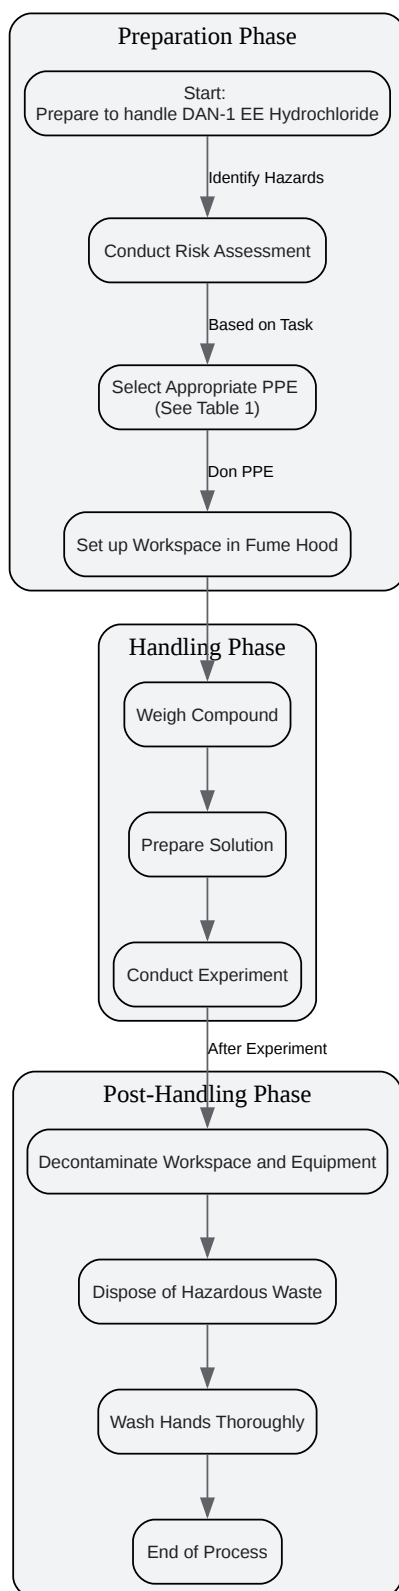 Preparation Phase
Start:
Prepare to handle DAN-1 EE Hydrochloride
Identify Hazards
Conduct Risk Assessment
Based on Task
Select Appropriate PPE
(See Table 1)
Don PPE
Set up Workspace in Fume Hood
Handling Phase
Weigh Compound
Prepare Solution
Conduct Experiment
After Experiment
Post-Handling Phase
Decontaminate Workspace and Equipment
Dispose of Hazardous Waste
Wash Hands Thoroughly
End of Process